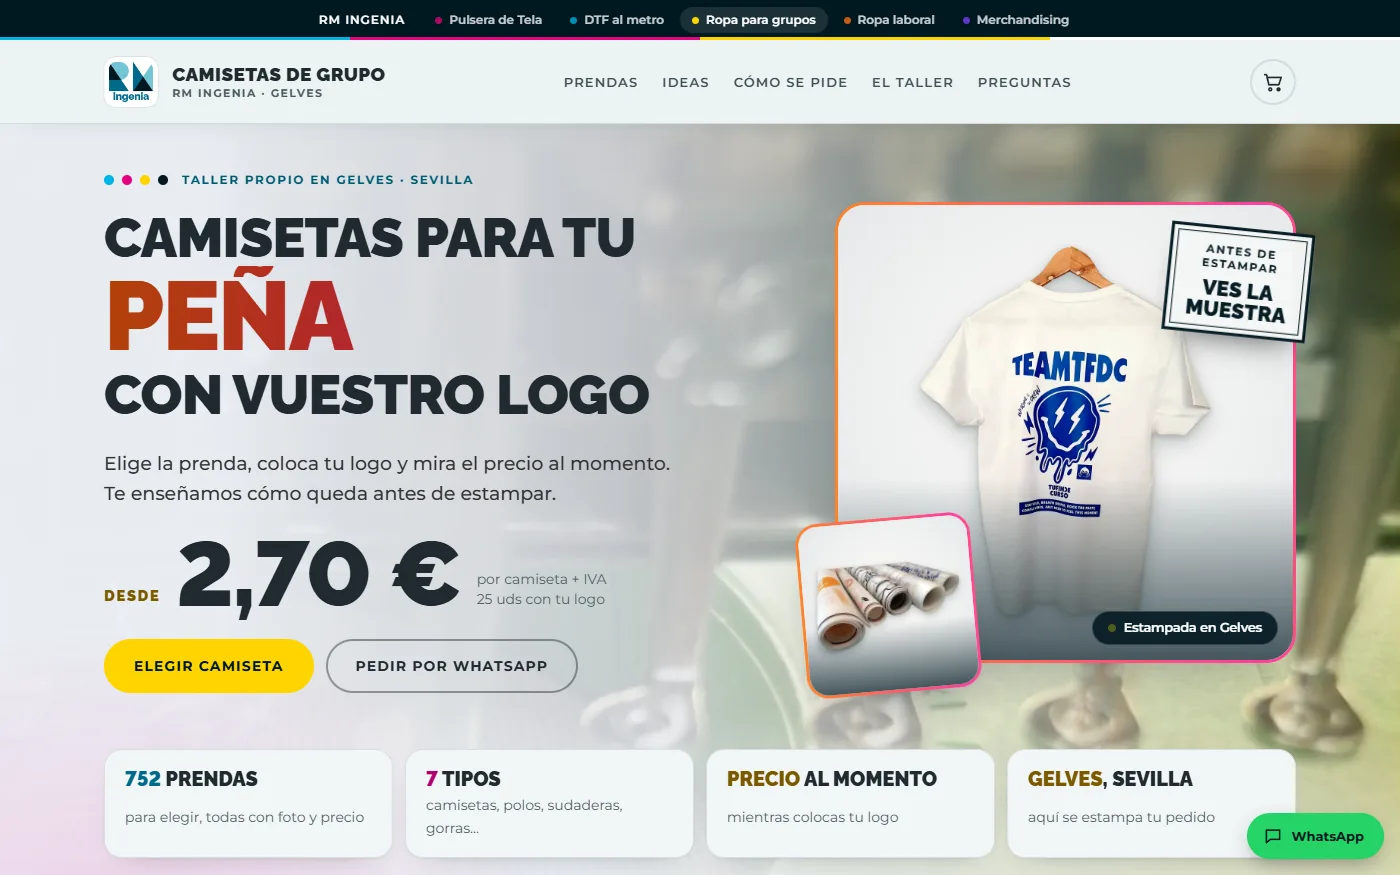 RM INGENIA
Pulsera de Tela
DTF al metro
Ropa para grupos
Ropa laboral
Merchandising
RM
Ingenia
CAMISETAS DE GRUPO
RM INGENIA · GELVES
PRENDAS
IDEAS
CÓMO SE PIDE
EL TALLER
PREGUNTAS
TALLER PROPIO EN GELVES · SEVILLA
CAMISETAS PARA TU
PEÑA
CON VUESTRO LOGO
Elige la prenda, coloca tu logo y mira el precio al momento.
Te enseñamos cómo queda antes de estampar.
DESDE
2,70 €
por camiseta + IVA
25 uds con tu logo
ELEGIR CAMISETA
PEDIR POR WHATSAPP
ANTES DE
ESTAMPAR
VES LA
MUESTRA
TEAMTFDC
CURSO
Estampada en Gelves
752 PRENDAS
para elegir, todas con foto y precio
7 TIPOS
camisetas, polos, sudaderas,
gorras...
PRECIO AL MOMENTO
mientras colocas tu logo
GELVES, SEVILLA
aquí se estampa tu pedido
WhatsApp